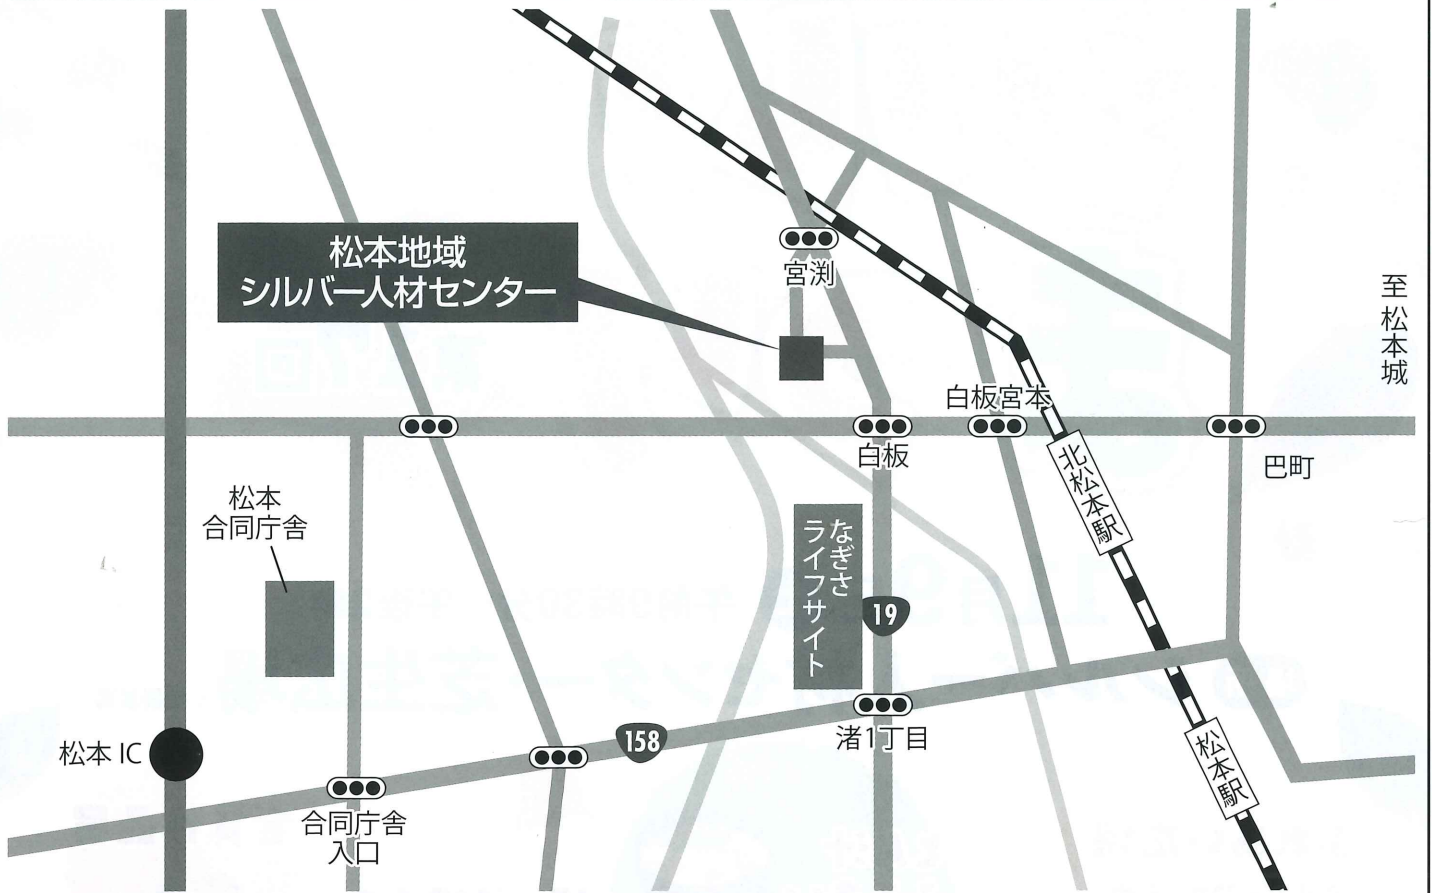 松本地域
シルバー人材センター
宮渕
至 松本城
白板宮本
白板
巴町
北松本駅
松本
合同庁舎
なぎさ
ライフサイト
19
158
渚1丁目
松本 IC
松本駅
合同庁舎
入口